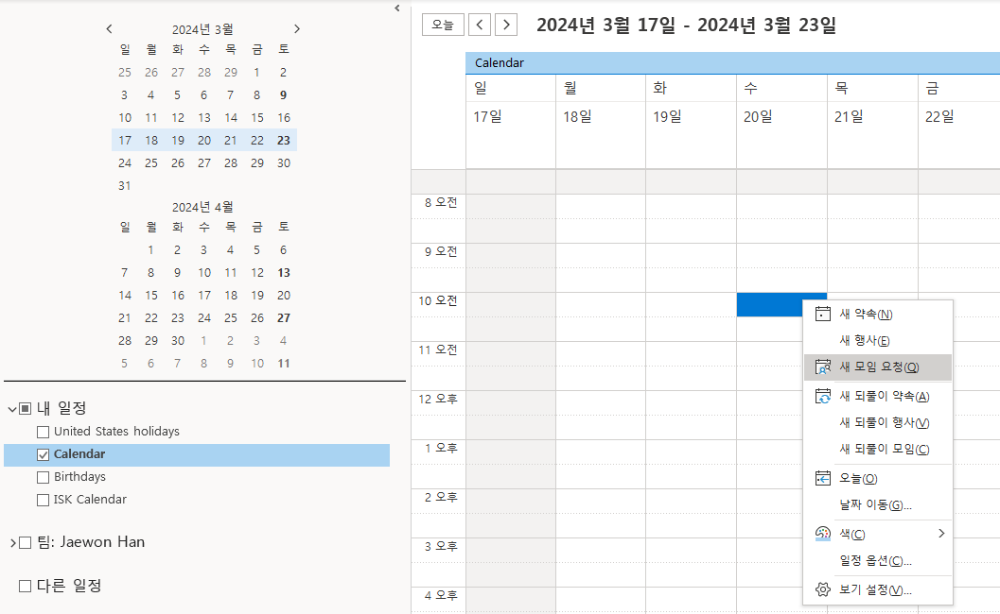 2024년 3월
일 월 화 수 목 금 토
25 26 27 28 29 1 2
3 4 5 6 7 8 9
10 11 12 13 14 15 16
17 18 19 20 21 22 23
24 25 26 27 28 29 30
31
2024년 4월
일 월 화 수 목 금 토
1 2 3 4 5 6
7 8 9 10 11 12 13
14 15 16 17 18 19 20
21 22 23 24 25 26 27
28 29 30 1 2 3 4
5 6 7 8 9 10 11
내 일정
United States holidays
Calendar
Birthdays
ISK Calendar
팀: Jaewon Han
다른 일정
오늘
2024년 3월 17일 - 2024년 3월 23일
Calendar
일 월 화 수 목 금
17일 18일 19일 20일 21일 22일
8 오전
9 오전
10 오전
11 오전
12 오후
1 오후
2 오후
3 오후
4 오후
새 약속(N)
새 행사(E)
새 모임 요청(Q)
새 되풀이 약속(A)
새 되풀이 행사(V)
새 되풀이 모임(C)
오늘(O)
날짜 이동(G)...
색(C)
일정 옵션(C)...
보기 설정(V)...